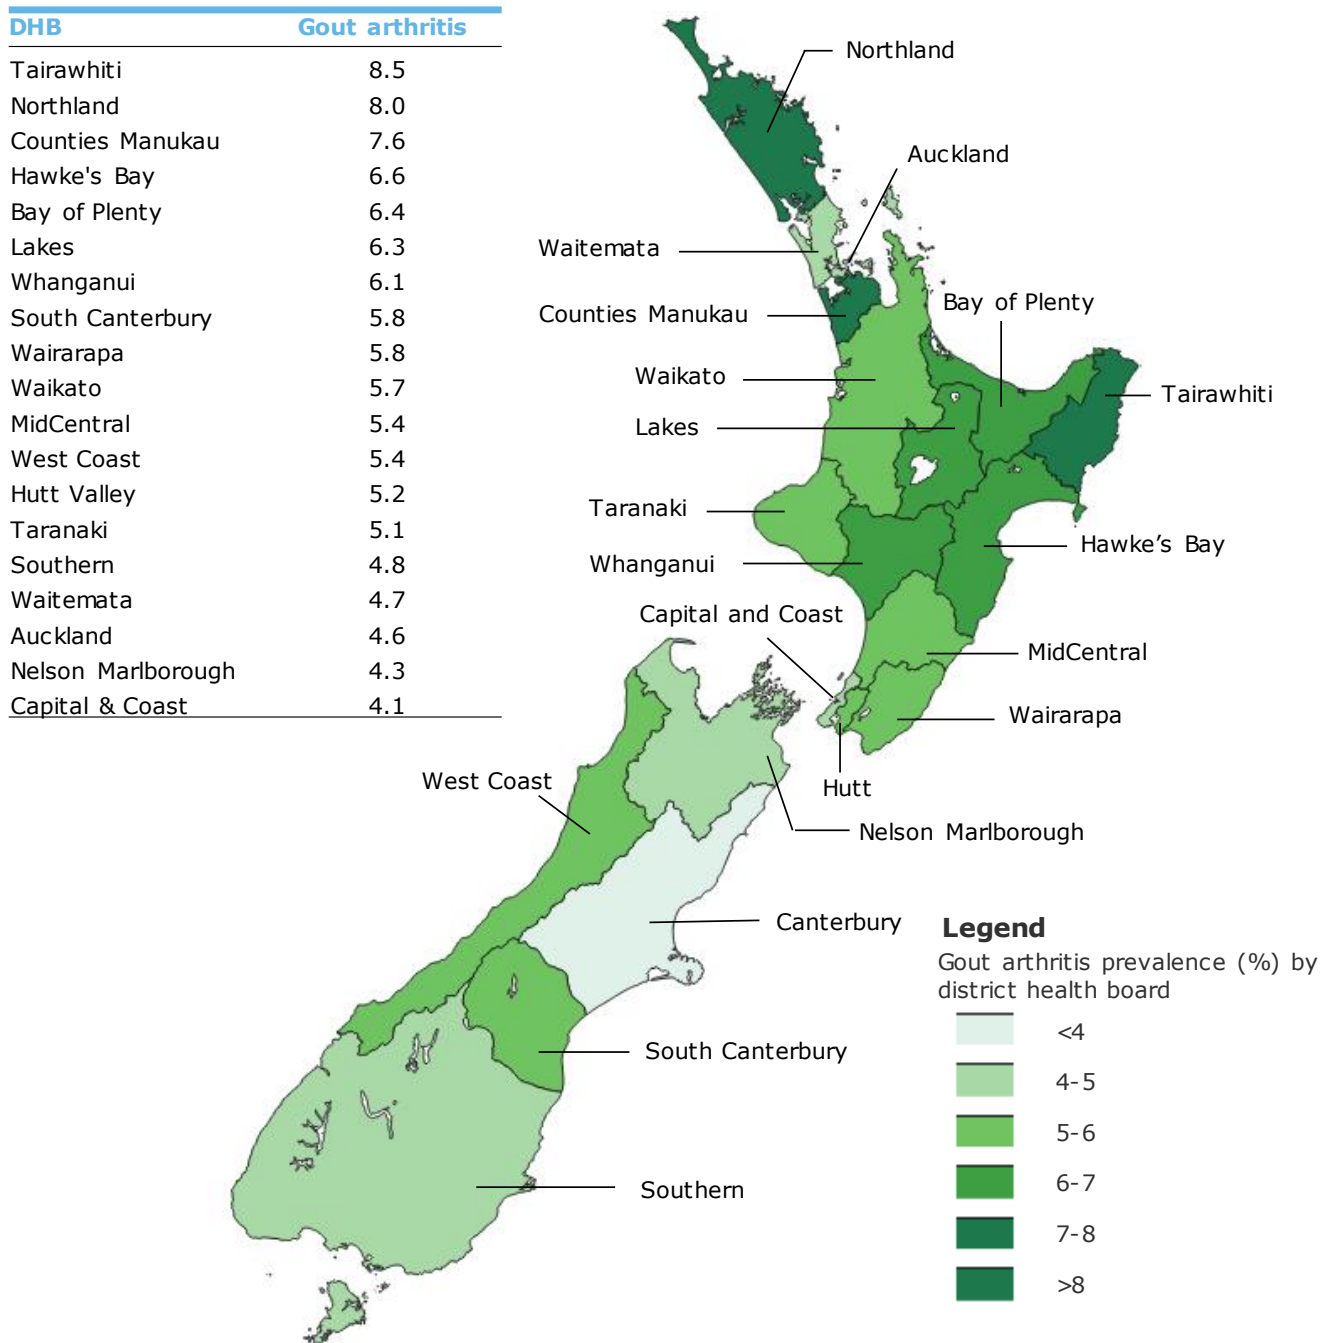 DHB Gout arthritis
Tairawhiti 8.5
Northland 8.0
Counties Manukau 7.6
Hawke's Bay 6.6
Bay of Plenty 6.4
Lakes 6.3
Whanganui 6.1
South Canterbury 5.8
Wairarapa 5.8
Waikato 5.7
MidCentral 5.4
West Coast 5.4
Hutt Valley 5.2
Taranaki 5.1
Southern 4.8
Waitemata 4.7
Auckland 4.6
Nelson Marlborough 4.3
Capital & Coast 4.1
Northland
Auckland
Waitemata
Counties Manukau
Bay of Plenty
Waikato
Tairawhiti
Lakes
Taranaki
Hawke’s Bay
Whanganui
Capital and Coast
MidCentral
Wairarapa
West Coast
Hutt
Nelson Marlborough
Canterbury
South Canterbury
Southern
Legend
Gout arthritis prevalence (%) by
district health board
<4
4-5
5-6
6-7
7-8
>8